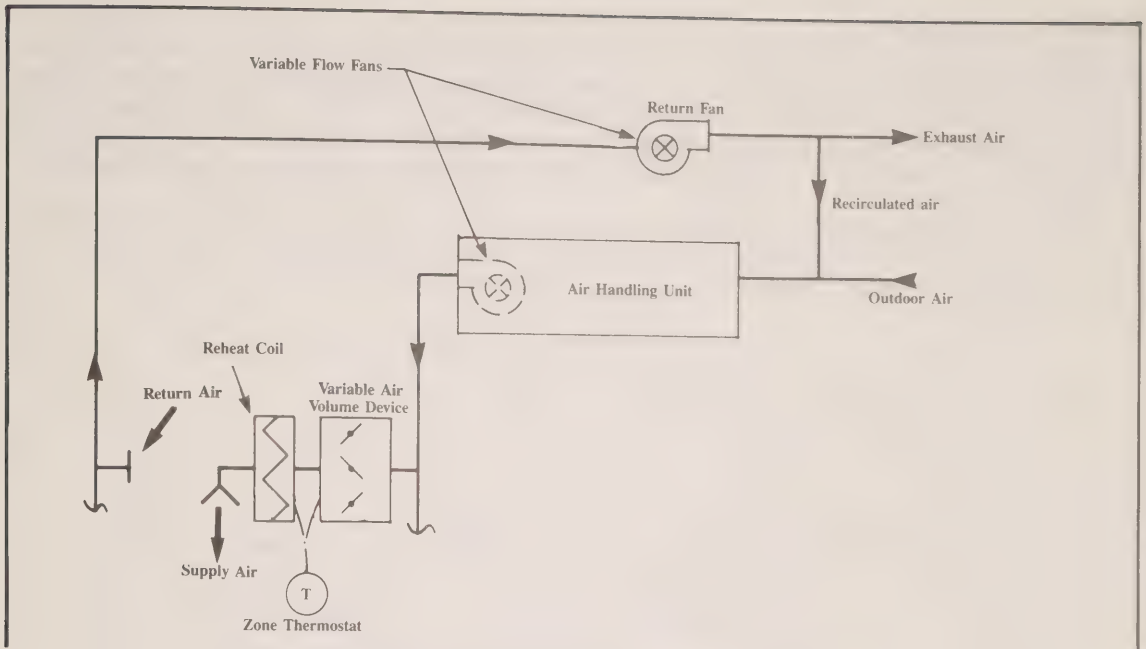 Variable Flow Fans
Return Fan
Exhaust Air
Recirculated air
Air Handling Unit
Outdoor Air
Reheat Coil
Return Air
Variable Air
Volume Device
Supply Air
T
Zone Thermostat